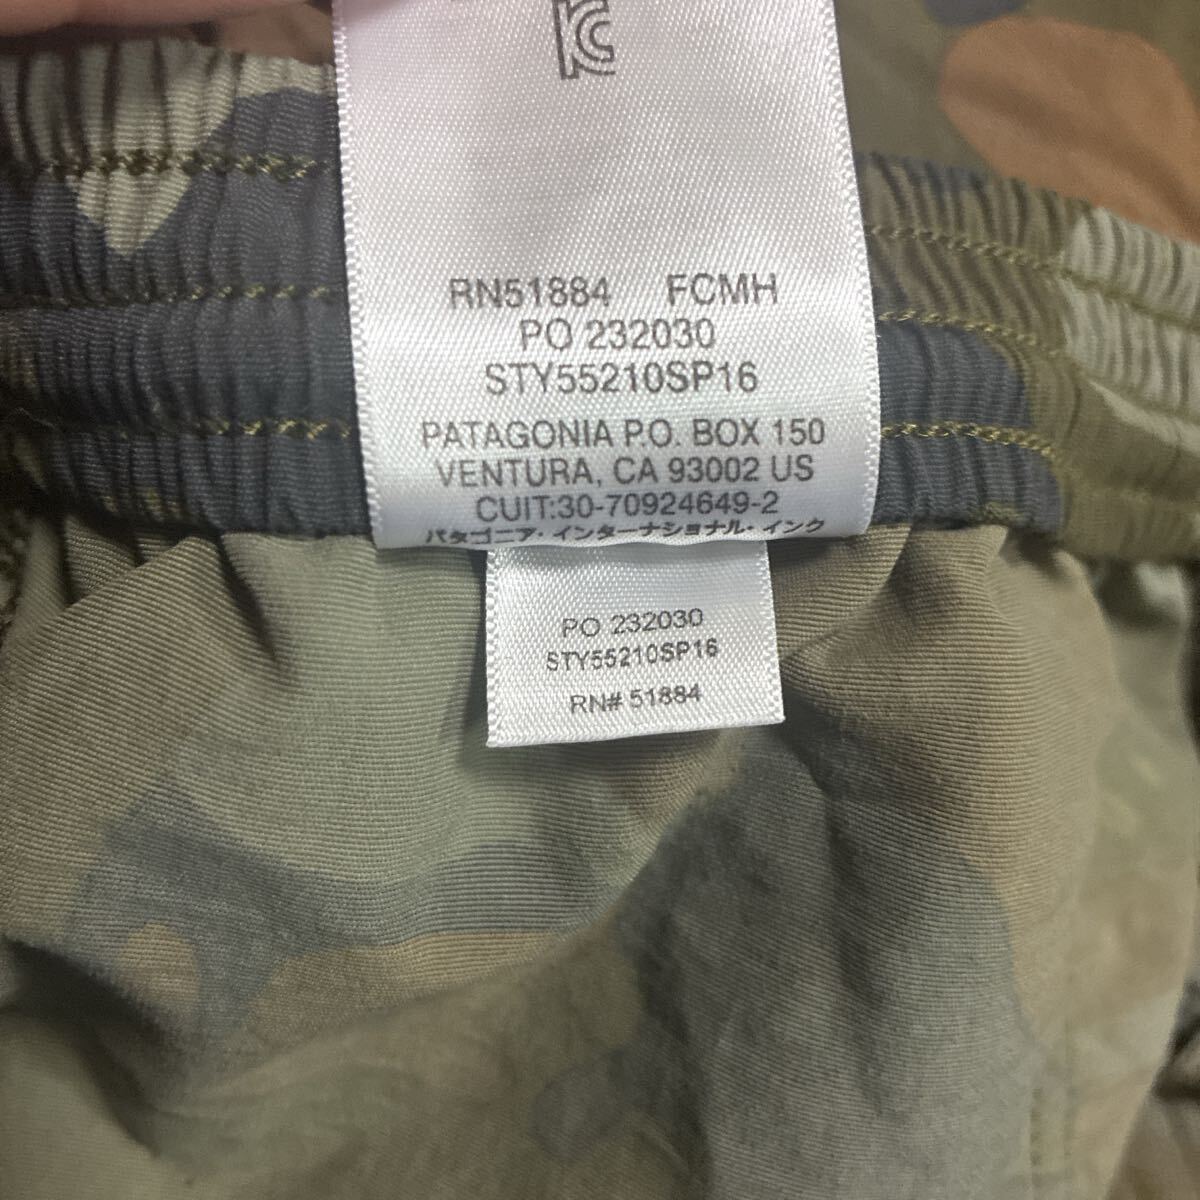 RN51884 FCMH
PO 232030
STY55210SP16
PATAGONIA P.O. BOX 150
VENTURA, CA 93002 US
CUIT:30-70924649-2
パタゴニア・インターナショナル・インク
PO 232030
STY55210SP16
RN# 51884